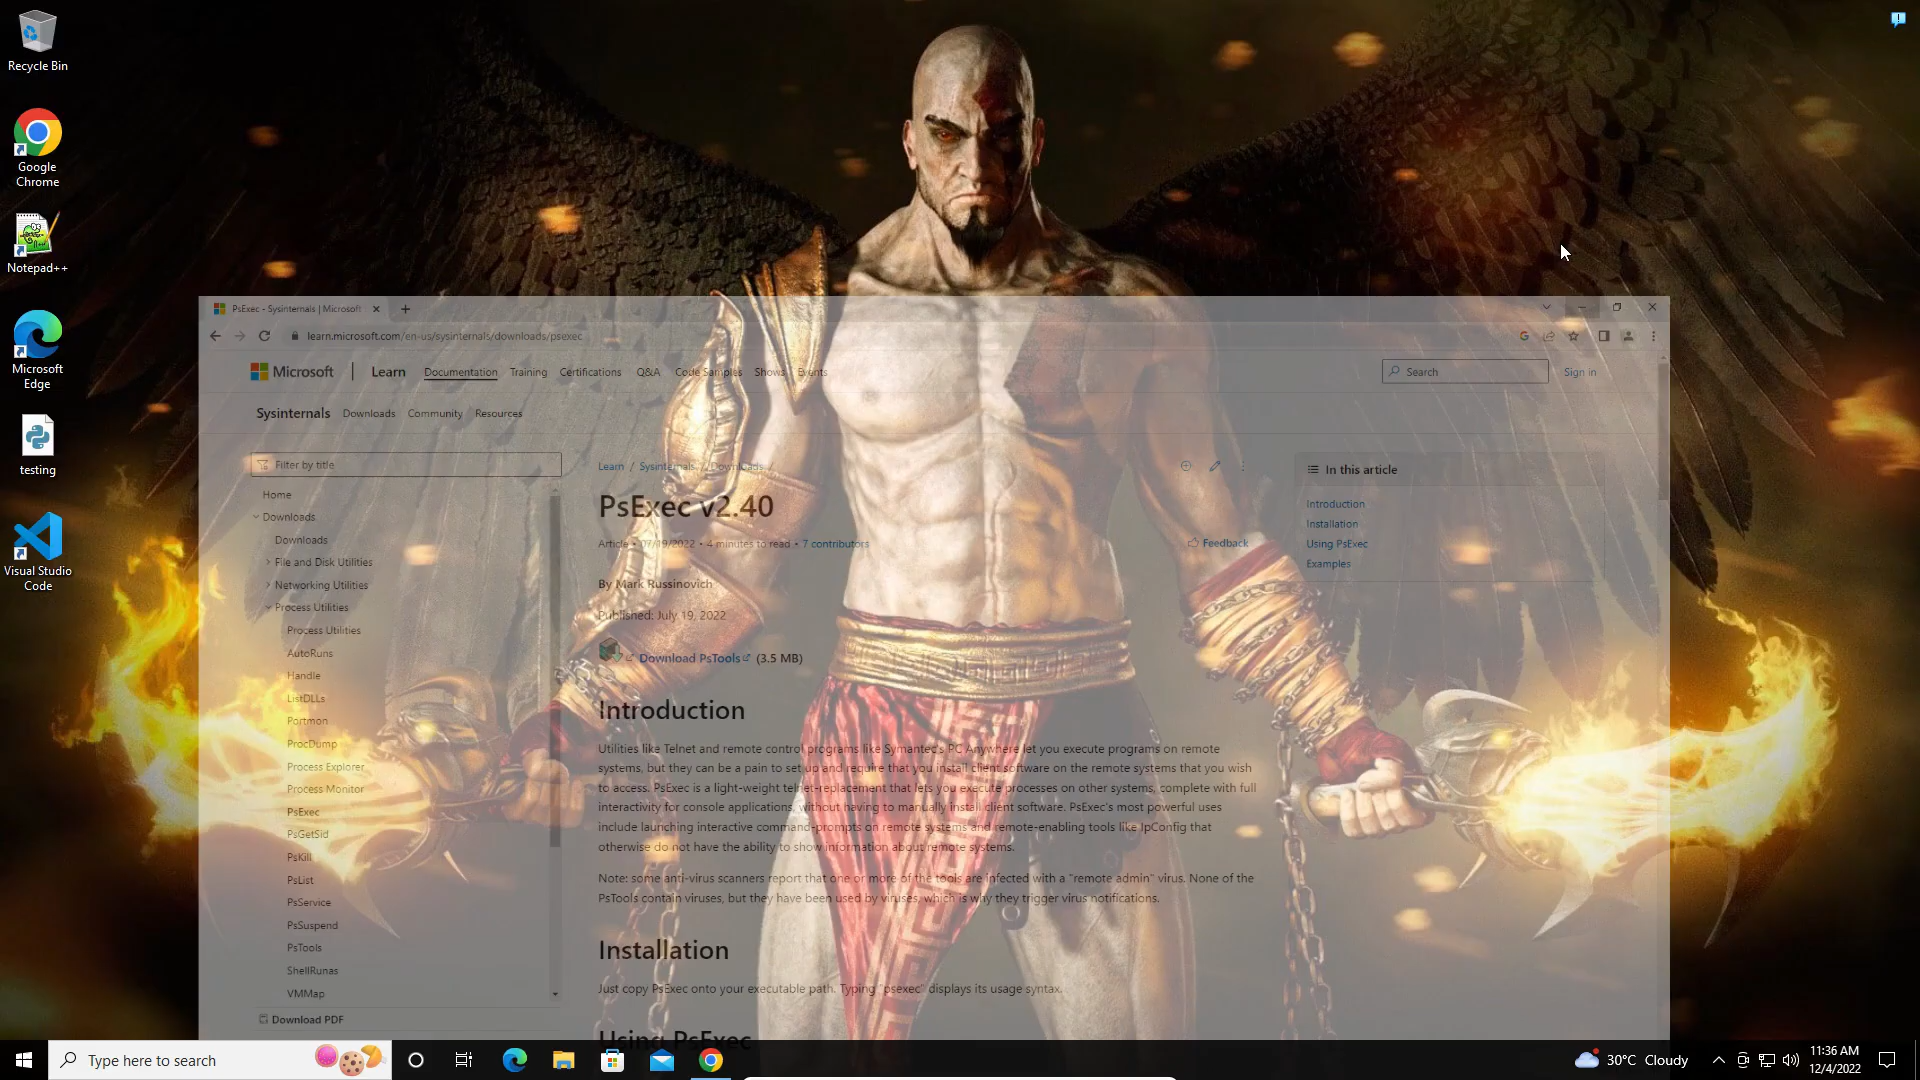 Recycle Bin
Google
Chrome
Notepad++
Microsoft
Edge
testing
Visual Studio
Code
PsExec - Sysinternals | Microsoft
learn.microsoft.com/en-us/sysinternals/downloads/psexec
Microsoft Learn Documentation Training Certifications Q&A Code Samples Shows Events
Search
Sign in
Sysinternals Downloads Community Resources
Filter by title
Home
Downloads
Downloads
File and Disk Utilities
Networking Utilities
Process Utilities
Process Utilities
AutoRuns
Handle
ListDLLs
Portmon
ProcDump
Process Explorer
Process Monitor
PsExec
PsGetSid
PsKill
PsList
PsService
PsSuspend
PsTools
ShellRunas
VMMap
Download PDF
Learn / Sysinternals / Downloads /
PsExec v2.40
Article • 07/19/2022 • 4 minutes to read • 7 contributors
Feedback
By Mark Russinovich
Published: July 19, 2022
Download PsTools (3.5 MB)
Introduction
Utilities like Telnet and remote control programs like Symantec's PC Anywhere let you execute programs on remote
systems, but they can be a pain to set up and require that you install client software on the remote systems that you wish
to access. PsExec is a light-weight telnet-replacement that lets you execute processes on other systems, complete with full
interactivity for console applications, without having to manually install client software. PsExec's most powerful uses
include launching interactive command-prompts on remote systems and remote-enabling tools like IpConfig that
otherwise do not have the ability to show information about remote systems.
Note: some anti-virus scanners report that one or more of the tools are infected with a "remote admin" virus. None of the
PsTools contain viruses, but they have been used by viruses, which is why they trigger virus notifications.
Installation
Just copy PsExec onto your executable path. Typing "psexec" displays its usage syntax.
Using PsExec
In this article
Introduction
Installation
Using PsExec
Examples
Type here to search
30°C Cloudy
11:36 AM
12/4/2022